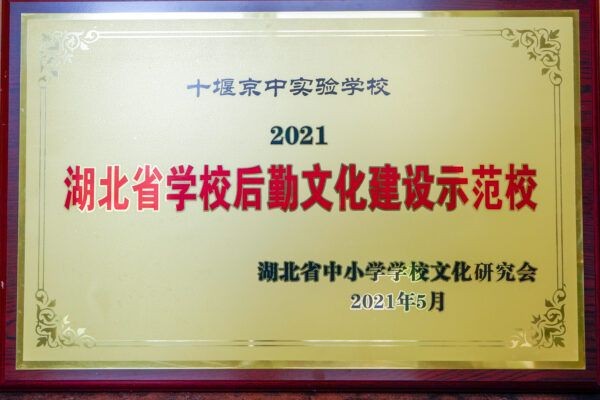 十堰京中实验学校
2021
湖北省学校后勤文化建设示范校
湖北省中小学学校文化研究会
2021年5月